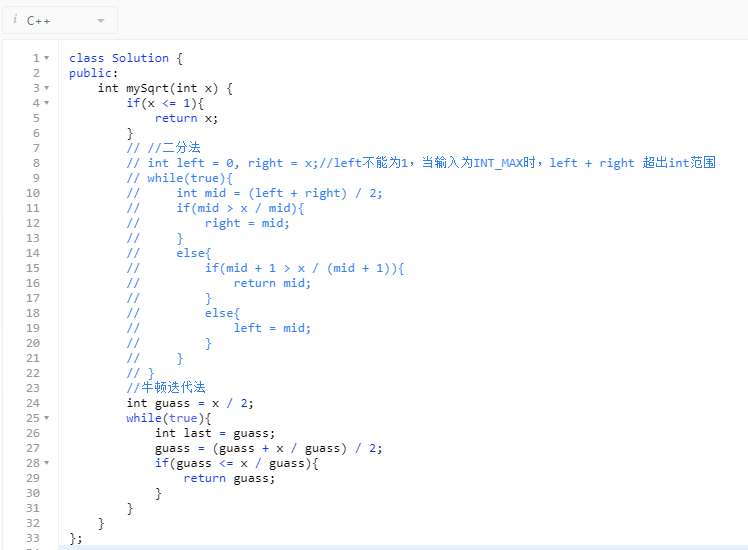 i C++
1 class Solution {
2 public:
3     int mySqrt(int x) {
4         if(x <= 1){
5             return x;
6         }
7         // //二分法
8         // int left = 0, right = x;//left不能为1，当输入为INT_MAX时，left + right 超出int范围
9         // while(true){
10         //     int mid = (left + right) / 2;
11         //     if(mid > x / mid){
12         //         right = mid;
13         //     }
14         //     else{
15         //         if(mid + 1 > x / (mid + 1)){
16         //             return mid;
17         //         }
18         //         else{
19         //             left = mid;
20         //         }
21         //     }
22         // }
23         //牛顿迭代法
24         int guass = x / 2;
25         while(true){
26             int last = guass;
27             guass = (guass + x / guass) / 2;
28             if(guass <= x / guass){
29                 return guass;
30             }
31         }
32     }
33 };